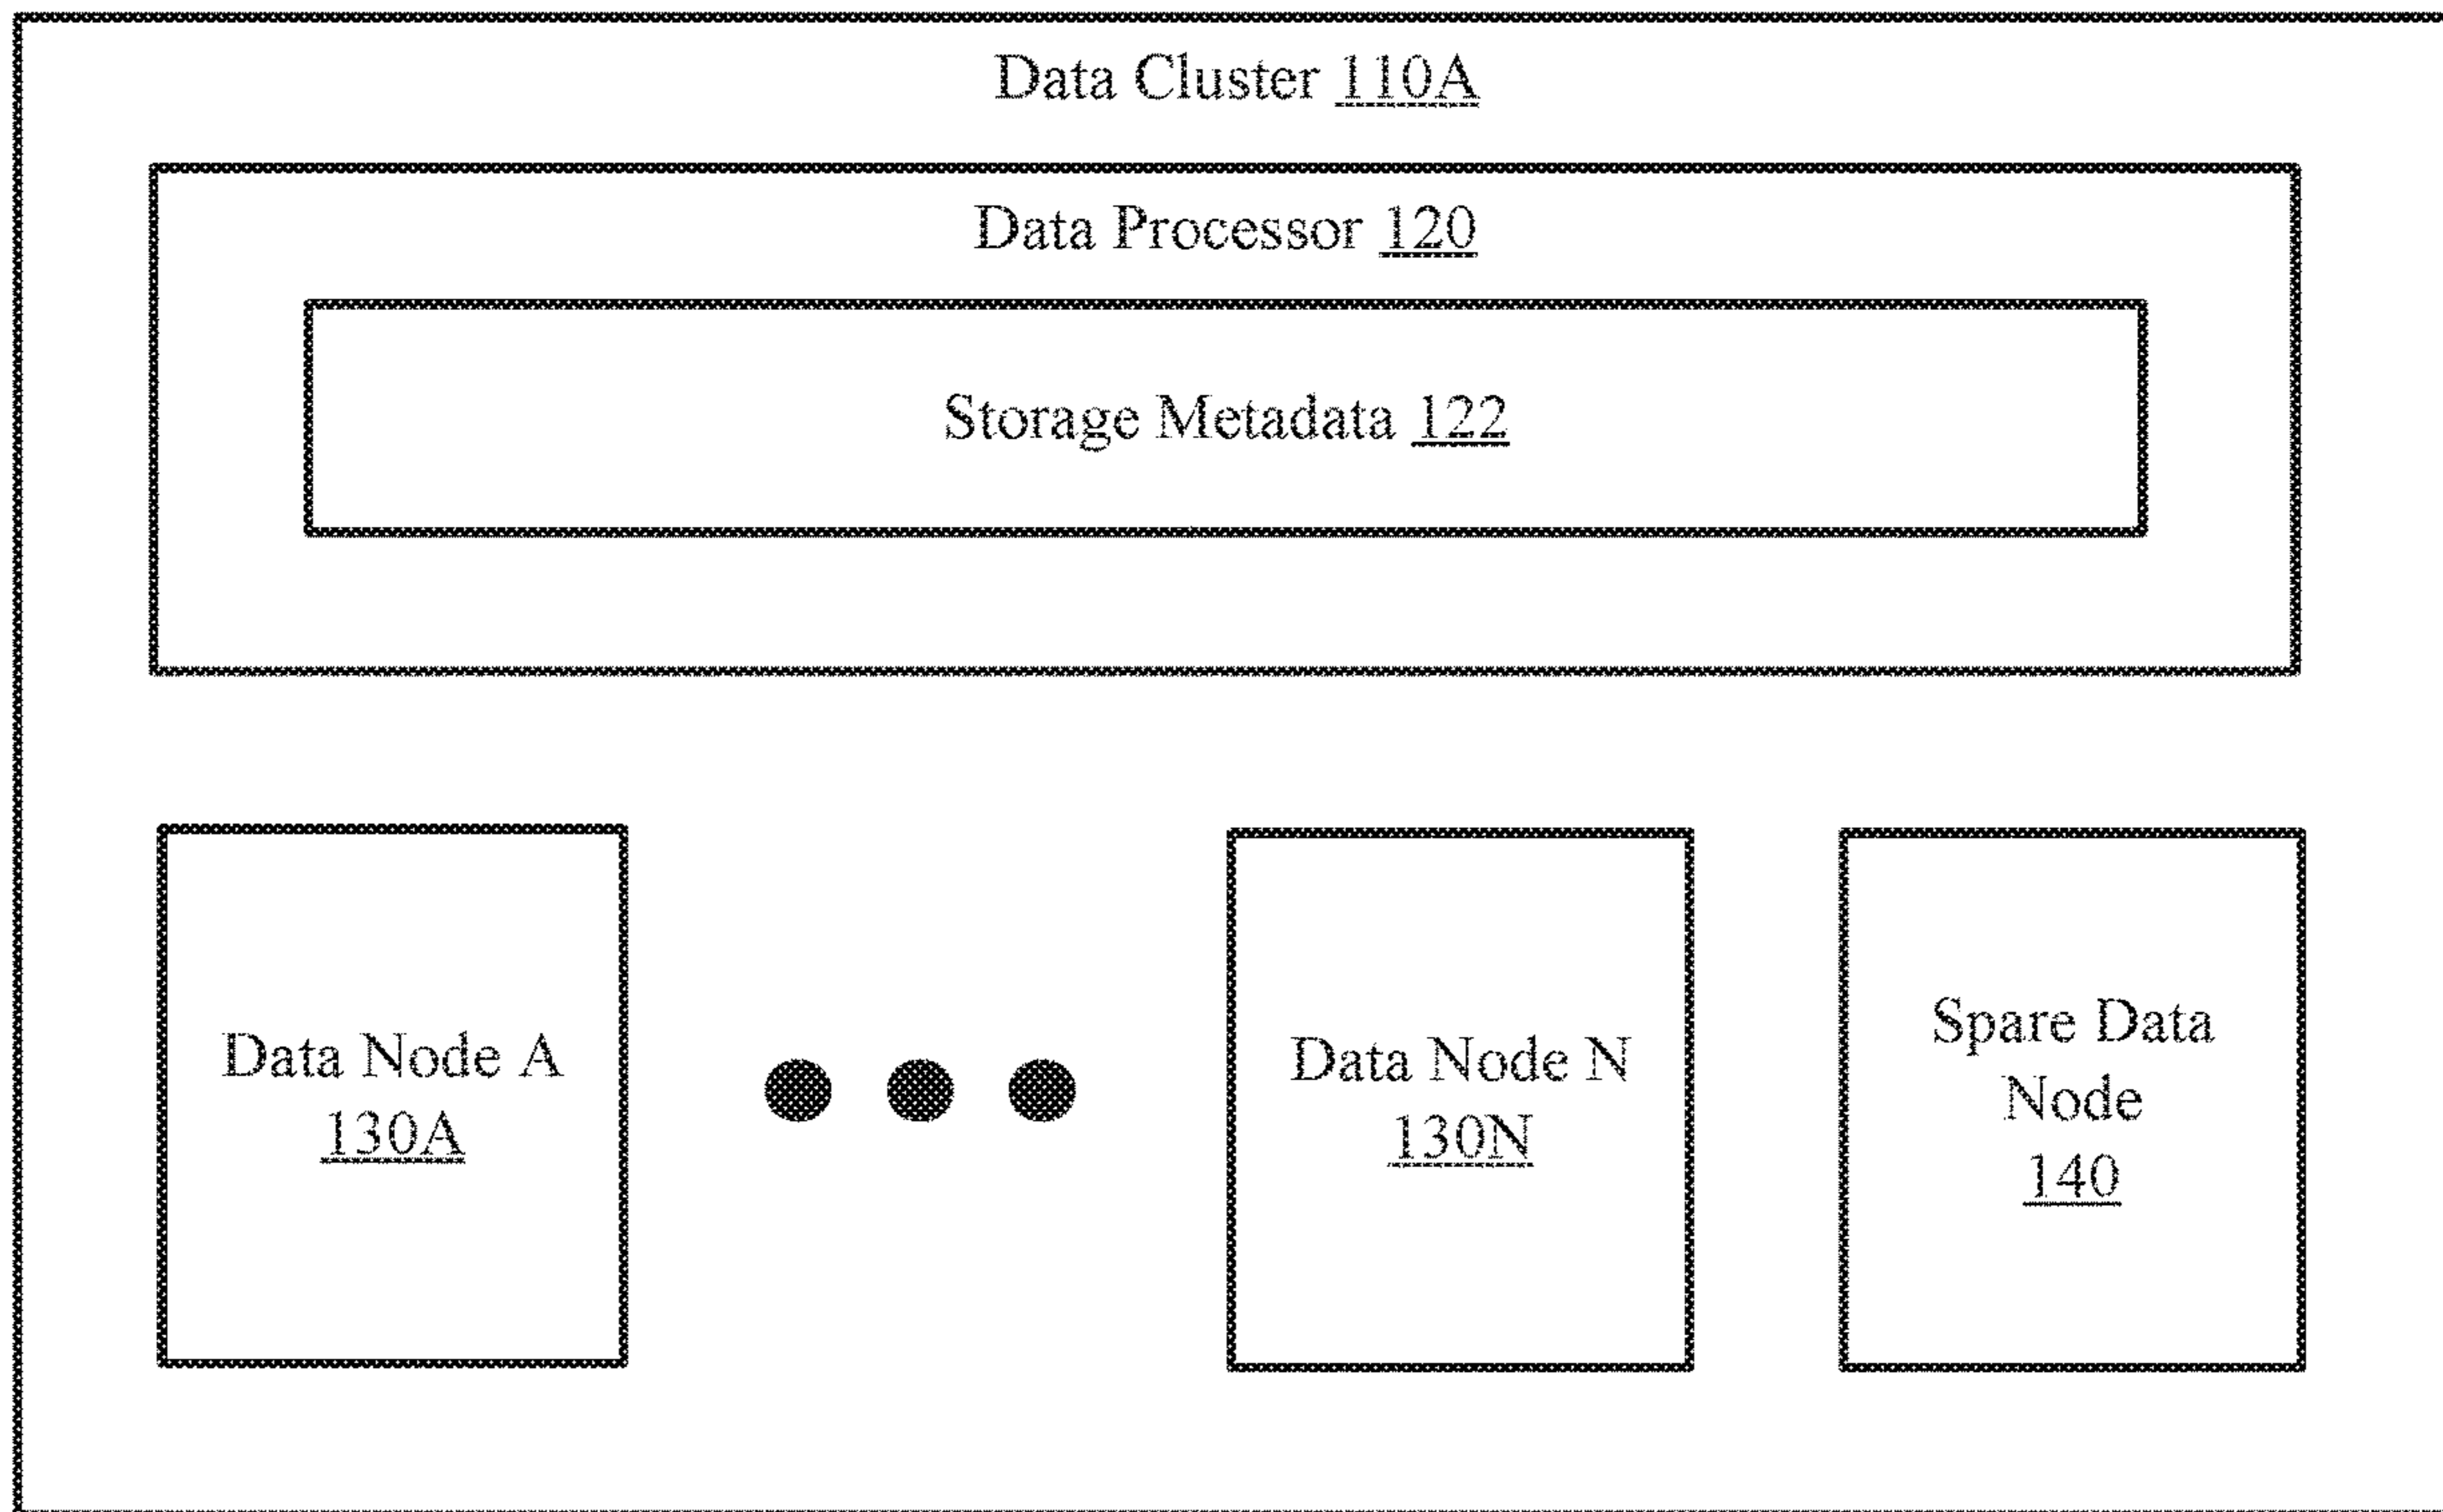 Data Cluster 110A
Data Processor 120
Storage Metadata 122
Data Node A
130A
Data Node N
130N
Spare Data
Node
140